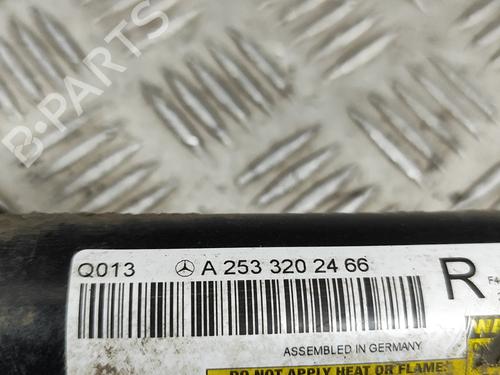 B-PARTS
Q013 A 253 320 24 66 R
ASSEMBLED IN GERMANY
DO NOT APPLY HEAT OR FLAME: